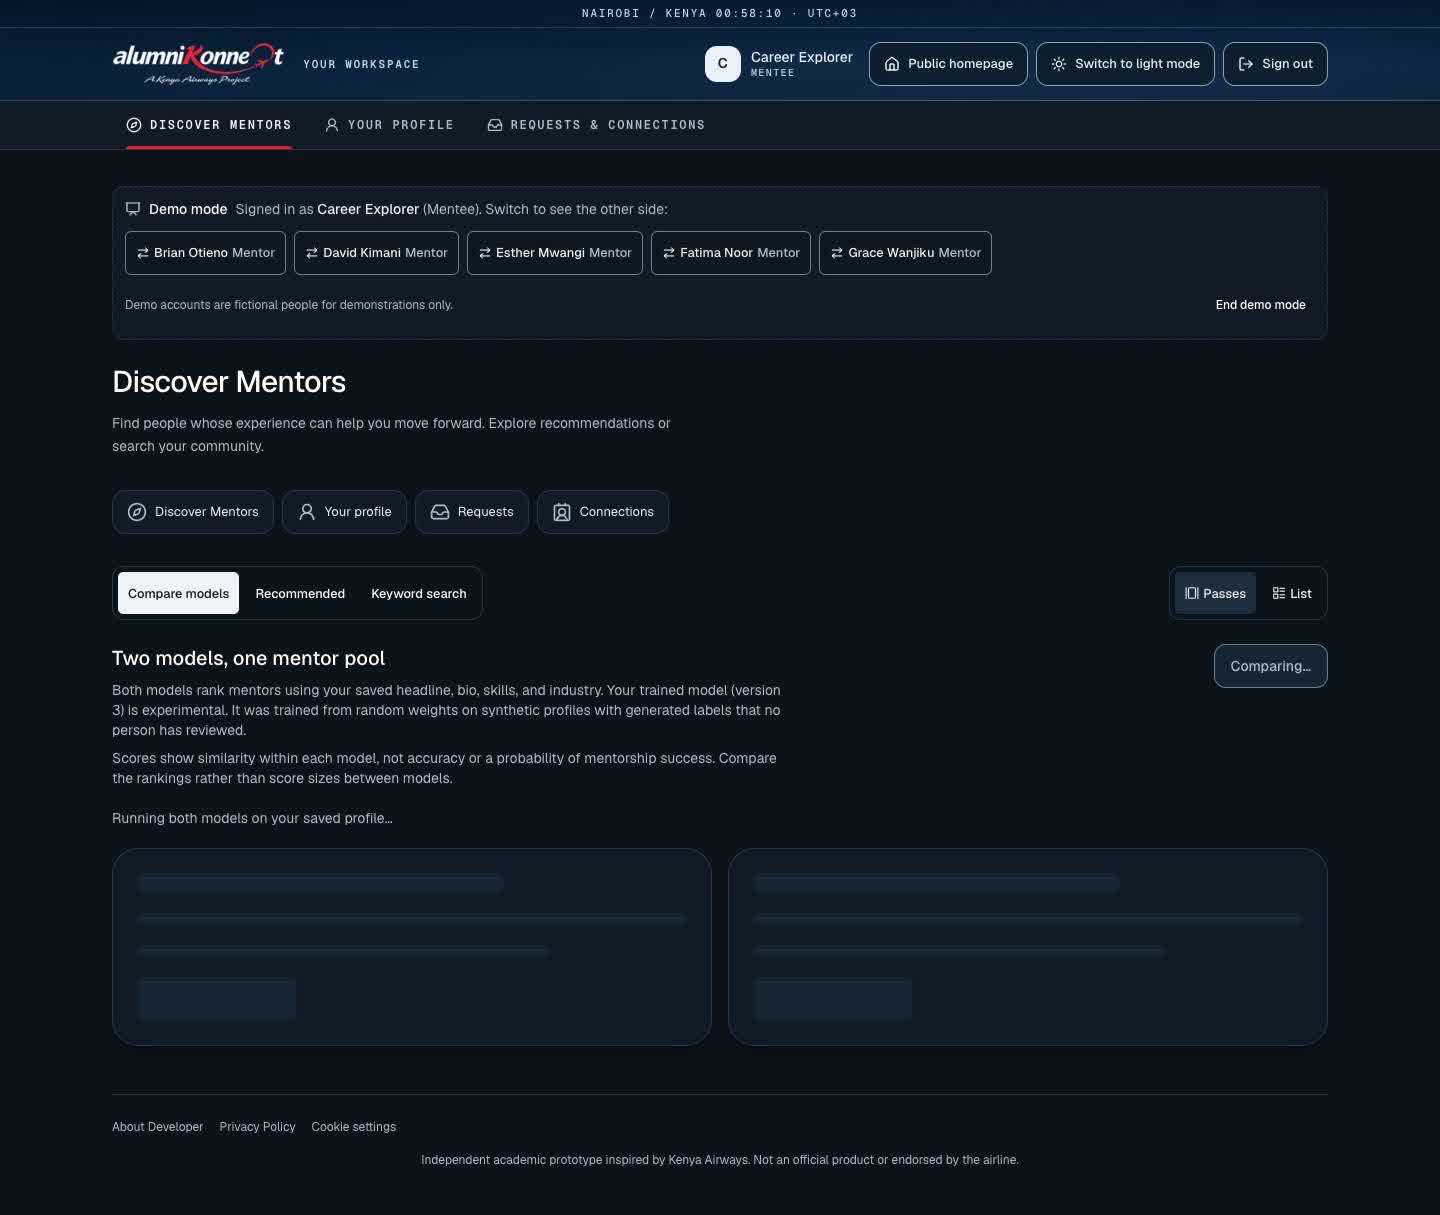 NAIROBI / KENYA 00:58:10 · UTC+03
alumniKonnect
A Kenya Airways Project
YOUR WORKSPACE
C
Career Explorer
MENTEE
Public homepage
Switch to light mode
Sign out
DISCOVER MENTORS
YOUR PROFILE
REQUESTS & CONNECTIONS
Demo mode Signed in as Career Explorer (Mentee). Switch to see the other side:
Brian Otieno Mentor
David Kimani Mentor
Esther Mwangi Mentor
Fatima Noor Mentor
Grace Wanjiku Mentor
Demo accounts are fictional people for demonstrations only.
End demo mode
Discover Mentors
Find people whose experience can help you move forward. Explore recommendations or
search your community.
Discover Mentors
Your profile
Requests
Connections
Compare models
Recommended
Keyword search
Passes
List
Two models, one mentor pool
Comparing...
Both models rank mentors using your saved headline, bio, skills, and industry. Your trained model (version
3) is experimental. It was trained from random weights on synthetic profiles with generated labels that no
person has reviewed.
Scores show similarity within each model, not accuracy or a probability of mentorship success. Compare
the rankings rather than score sizes between models.
Running both models on your saved profile...
About Developer
Privacy Policy
Cookie settings
Independent academic prototype inspired by Kenya Airways. Not an official product or endorsed by the airline.